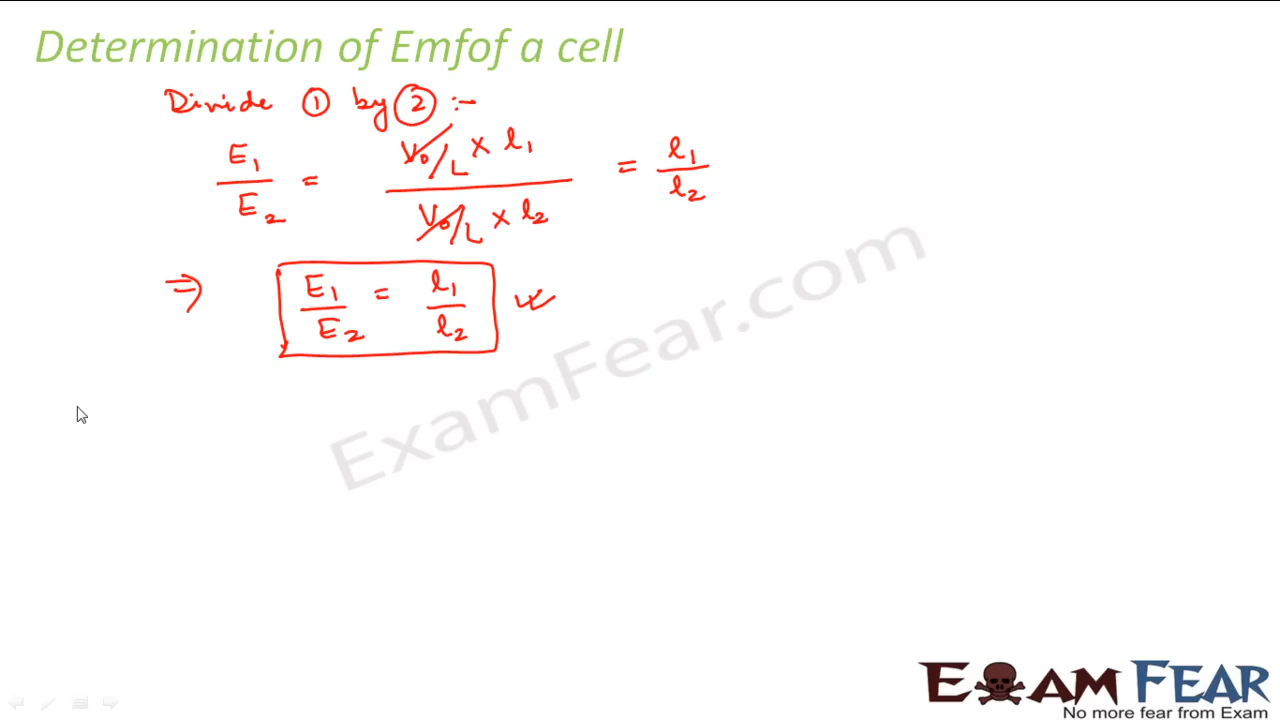 Determination of Emfof a cell
Divide ① by ② :-
E₁/E₂ = (V₀/L × l₁)/(V₀/L × l₂) = l₁/l₂
⇒ E₁/E₂ = l₁/l₂
ExamFear.com
EXAM FEAR
No more fear from Exam